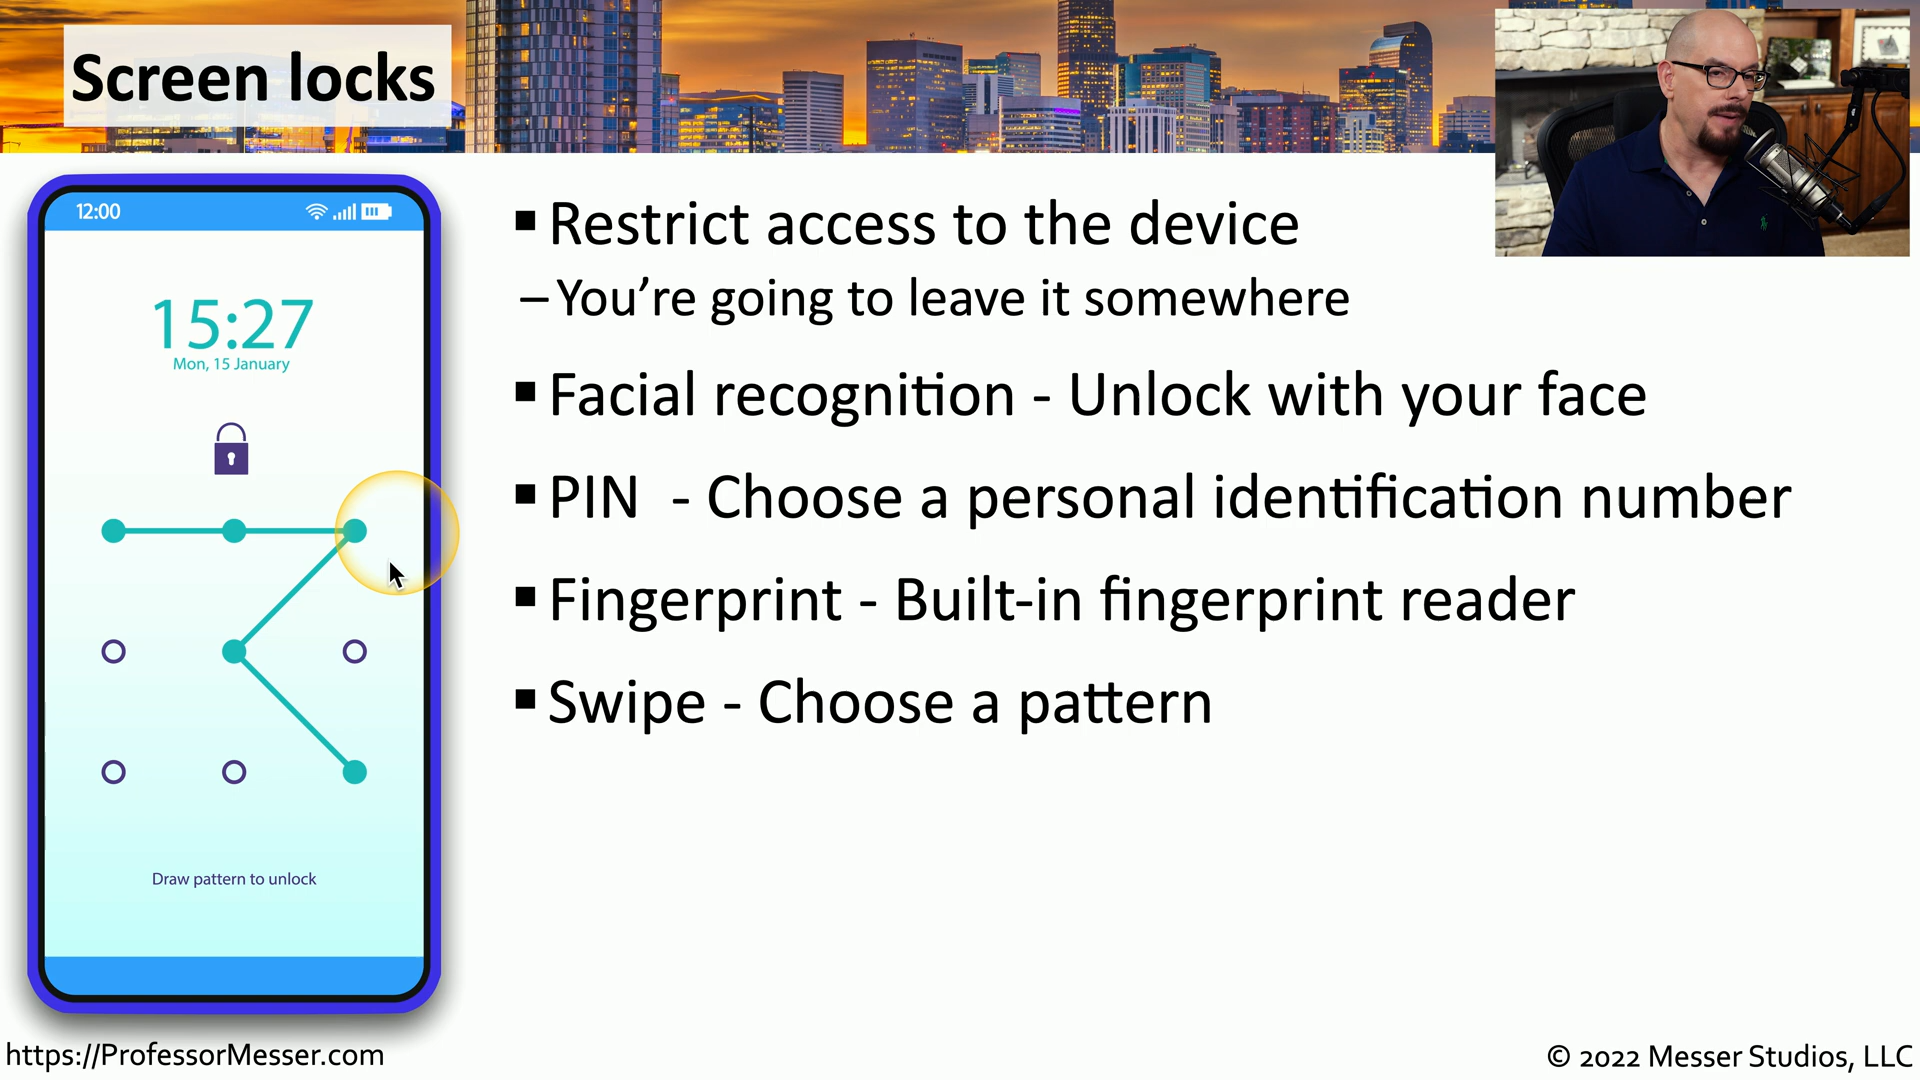 Screen locks
12:00
15:27
Mon, 15 January
Draw pattern to unlock
▪ Restrict access to the device
– You’re going to leave it somewhere
▪ Facial recognition - Unlock with your face
▪ PIN  - Choose a personal identification number
▪ Fingerprint - Built-in fingerprint reader
▪ Swipe - Choose a pattern
https://ProfessorMesser.com
© 2022 Messer Studios, LLC